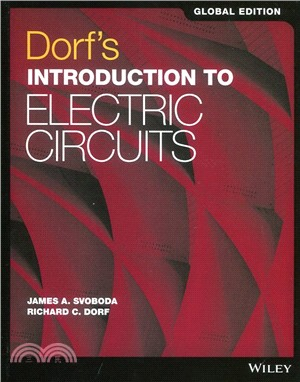 GLOBAL EDITION
Dorf's
INTRODUCTION TO
ELECTRIC
CIRCUITS
JAMES A. SVOBODA
RICHARD C. DORF
WILEY